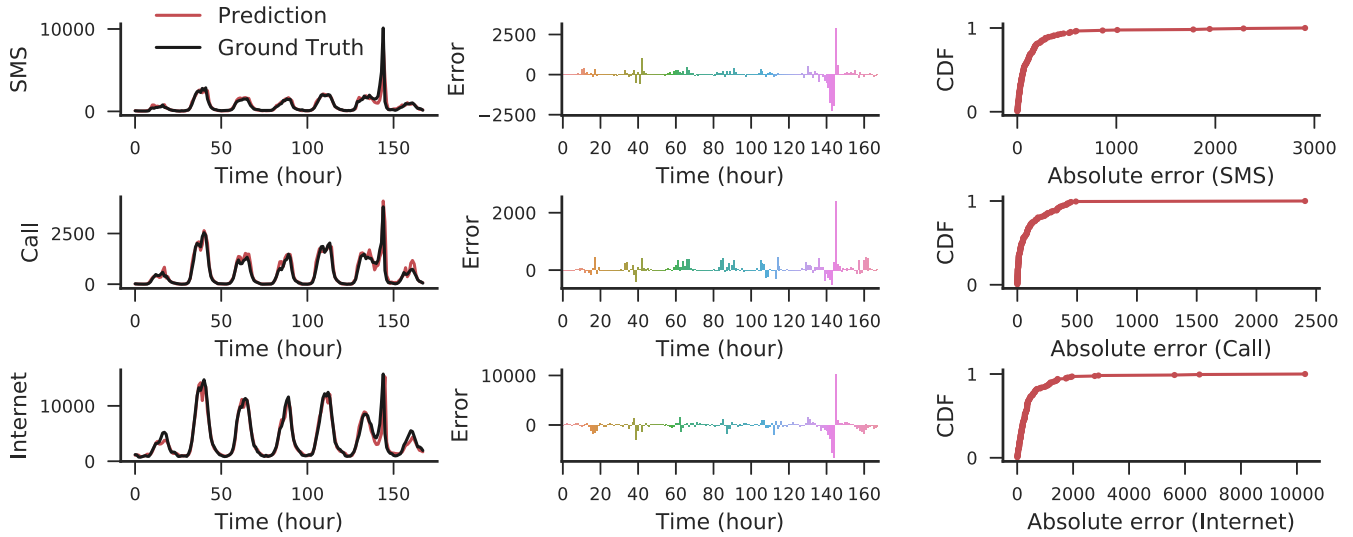 Prediction
Ground Truth
SMS
10000
0
0 50 100 150
Time (hour)
Error
2500
0
−2500
0 20 40 60 80 100 120 140 160
Time (hour)
CDF
1
0
0 1000 2000 3000
Absolute error (SMS)
Call
2500
0
0 50 100 150
Time (hour)
Error
2000
0
0 20 40 60 80 100 120 140 160
Time (hour)
CDF
1
0
0 500 1000 1500 2000 2500
Absolute error (Call)
Internet
10000
0
0 50 100 150
Time (hour)
Error
10000
0
0 20 40 60 80 100 120 140 160
Time (hour)
CDF
1
0
0 2000 4000 6000 8000 10000
Absolute error (Internet)